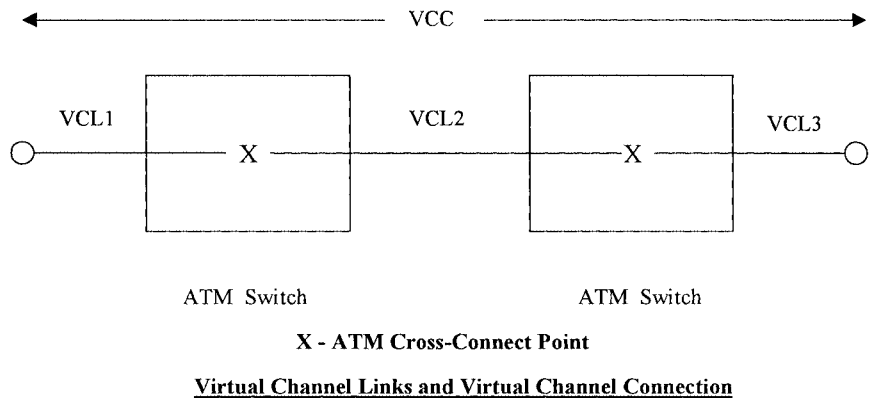 VCC
VCL1
VCL2
VCL3
X
X
ATM Switch
ATM Switch
X - ATM Cross-Connect Point
Virtual Channel Links and Virtual Channel Connection